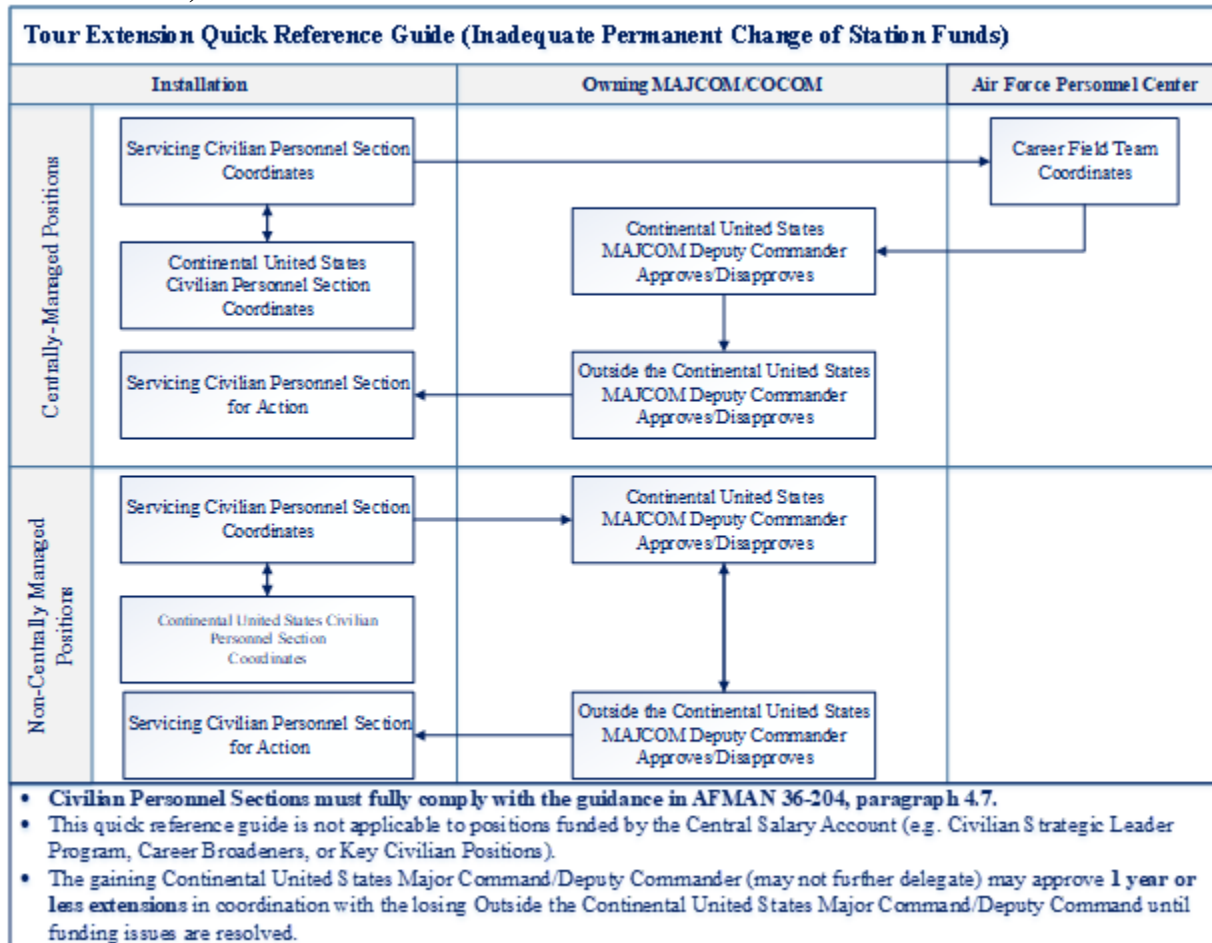 Tour Extension Quick Reference Guide (Inadequate Permanent Change of Station Funds)
Installation
Owning MAJCOM/COCOM
Air Force Personnel Center
Centrally-Managed Positions
Servicing Civilian Personnel Section
Coordinates
Career Field Team
Coordinates
Continental United States
MAJCOM Deputy Commander
Approves/Disapproves
Continental United States
Civilian Personnel Section
Coordinates
Servicing Civilian Personnel Section
for Action
Outside the Continental United States
MAJCOM Deputy Commander
Approves/Disapproves
Non-Centrally Managed
Positions
Servicing Civilian Personnel Section
Coordinates
Continental United States
MAJCOM Deputy Commander
Approves/Disapproves
Continental United States Civilian
Personnel Section
Coordinates
Servicing Civilian Personnel Section
for Action
Outside the Continental United States
MAJCOM Deputy Commander
Approves/Disapproves
• Civilian Personnel Sections must fully comply with the guidance in AFMAN 36-204, paragraph 4.7.
• This quick reference guide is not applicable to positions funded by the Central Salary Account (e.g. Civilian Strategic Leader
Program, Career Broadeners, or Key Civilian Positions).
• The gaining Continental United States Major Command/Deputy Commander (may not further delegate) may approve 1 year or
less extensions in coordination with the losing Outside the Continental United States Major Command/Deputy Command until
funding issues are resolved.